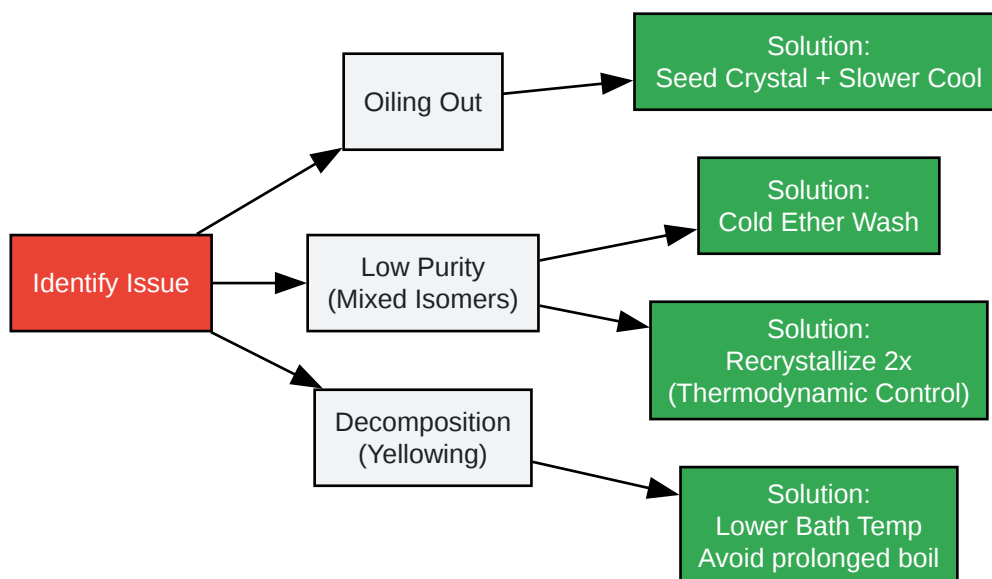 Identify Issue
Oiling Out
Low Purity
(Mixed Isomers)
Decomposition
(Yellowing)
Solution:
Seed Crystal + Slower Cool
Solution:
Cold Ether Wash
Solution:
Recrystallize 2x
(Thermodynamic Control)
Solution:
Lower Bath Temp
Avoid prolonged boil